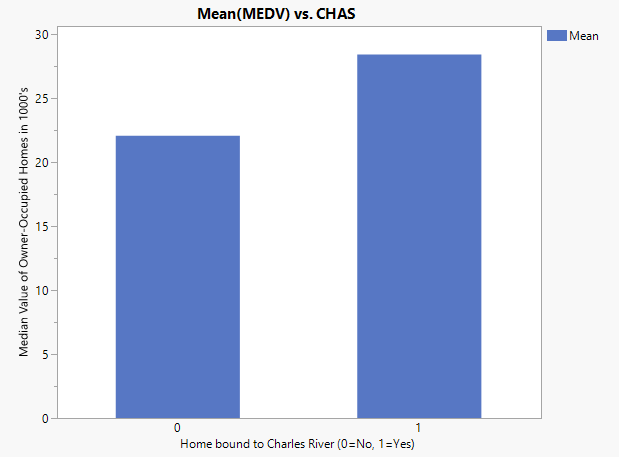 Mean(MEDV) vs. CHAS
Mean
Median Value of Owner-Occupied Homes in 1000's
30
25
20
15
10
5
0
0
1
Home bound to Charles River (0=No, 1=Yes)